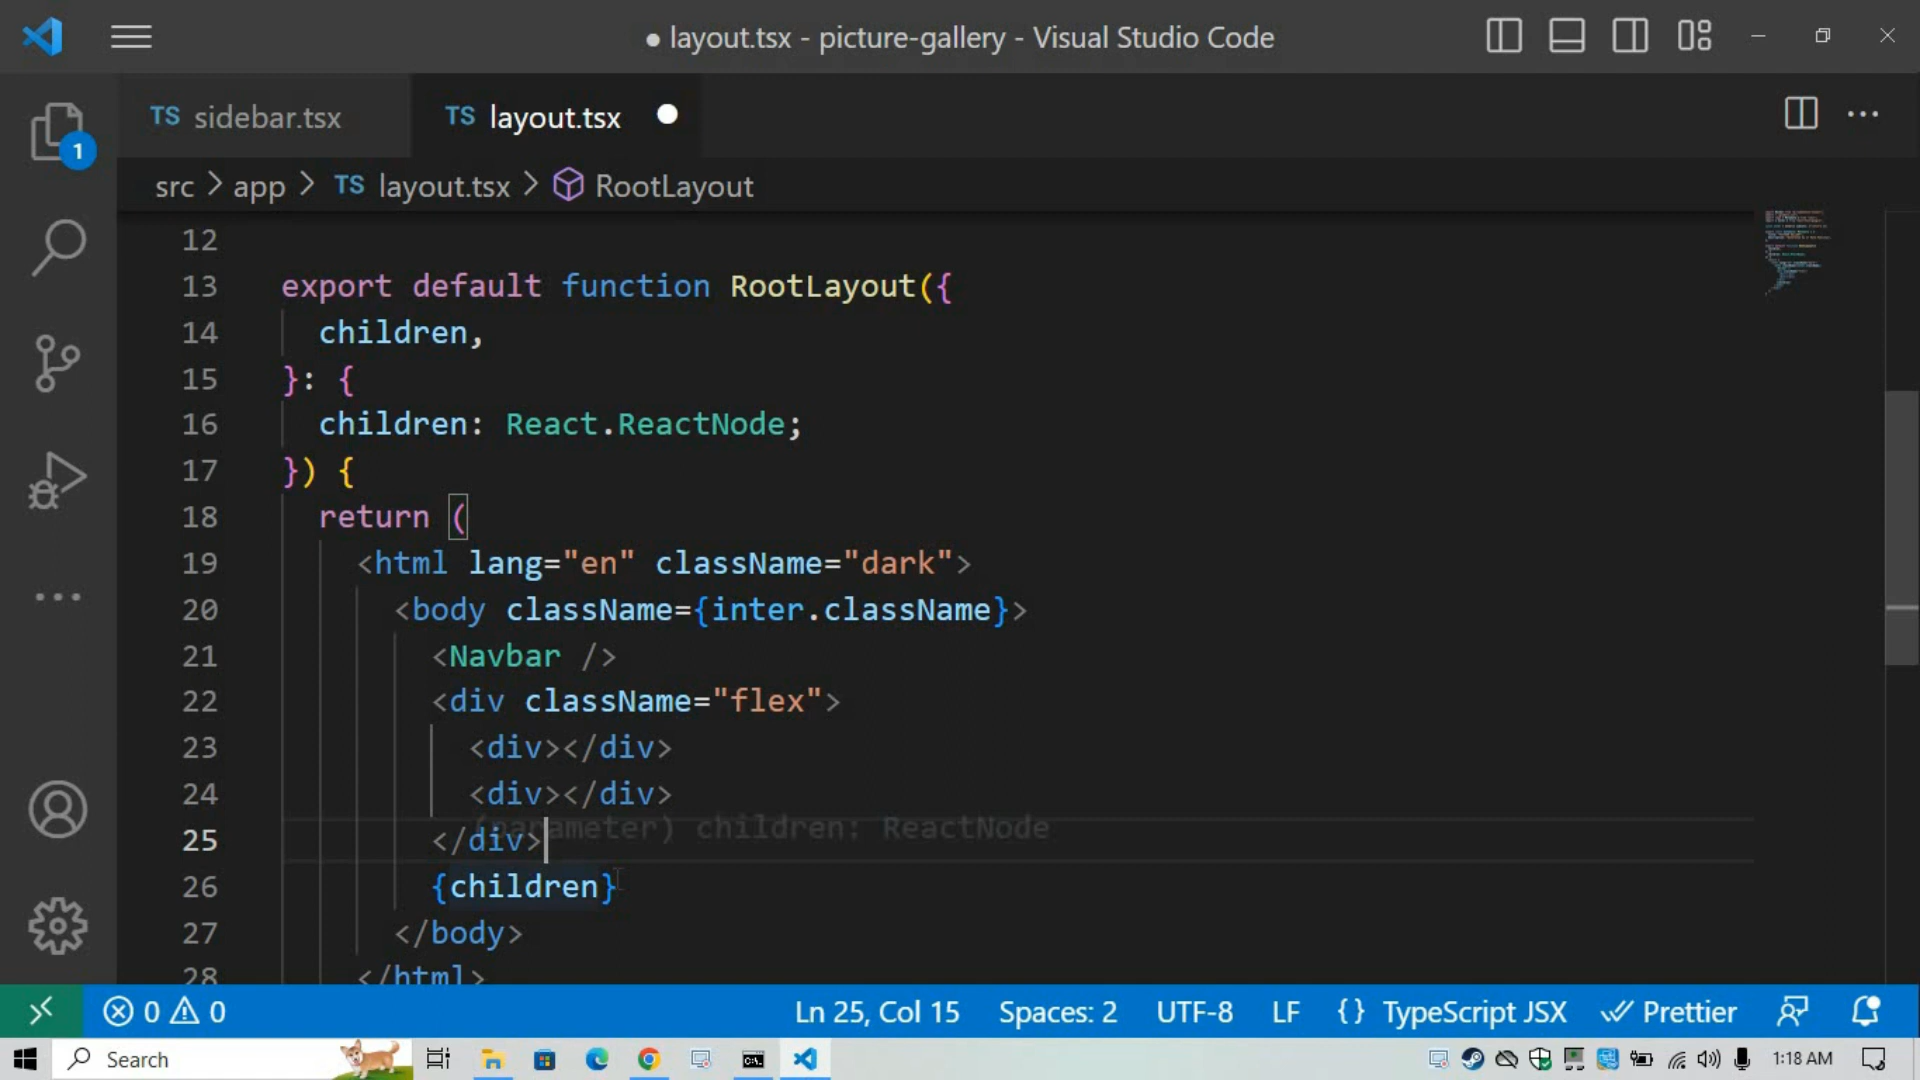 ● layout.tsx - picture-gallery - Visual Studio Code
1
TS sidebar.tsx
TS layout.tsx
src > app > TS layout.tsx > RootLayout
12
13 export default function RootLayout({
14 children,
15 }: {
16 children: React.ReactNode;
17 }) {
18 return (
19 <html lang="en" className="dark">
20 <body className={inter.className}>
21 <Navbar />
22 <div className="flex">
23 <div></div>
24 <div></div>
(parameter) children: ReactNode
25 </div>
26 {children}
27 </body>
28 </html>
0 0 Ln 25, Col 15 Spaces: 2 UTF-8 LF {} TypeScript JSX Prettier
Search 1:18 AM